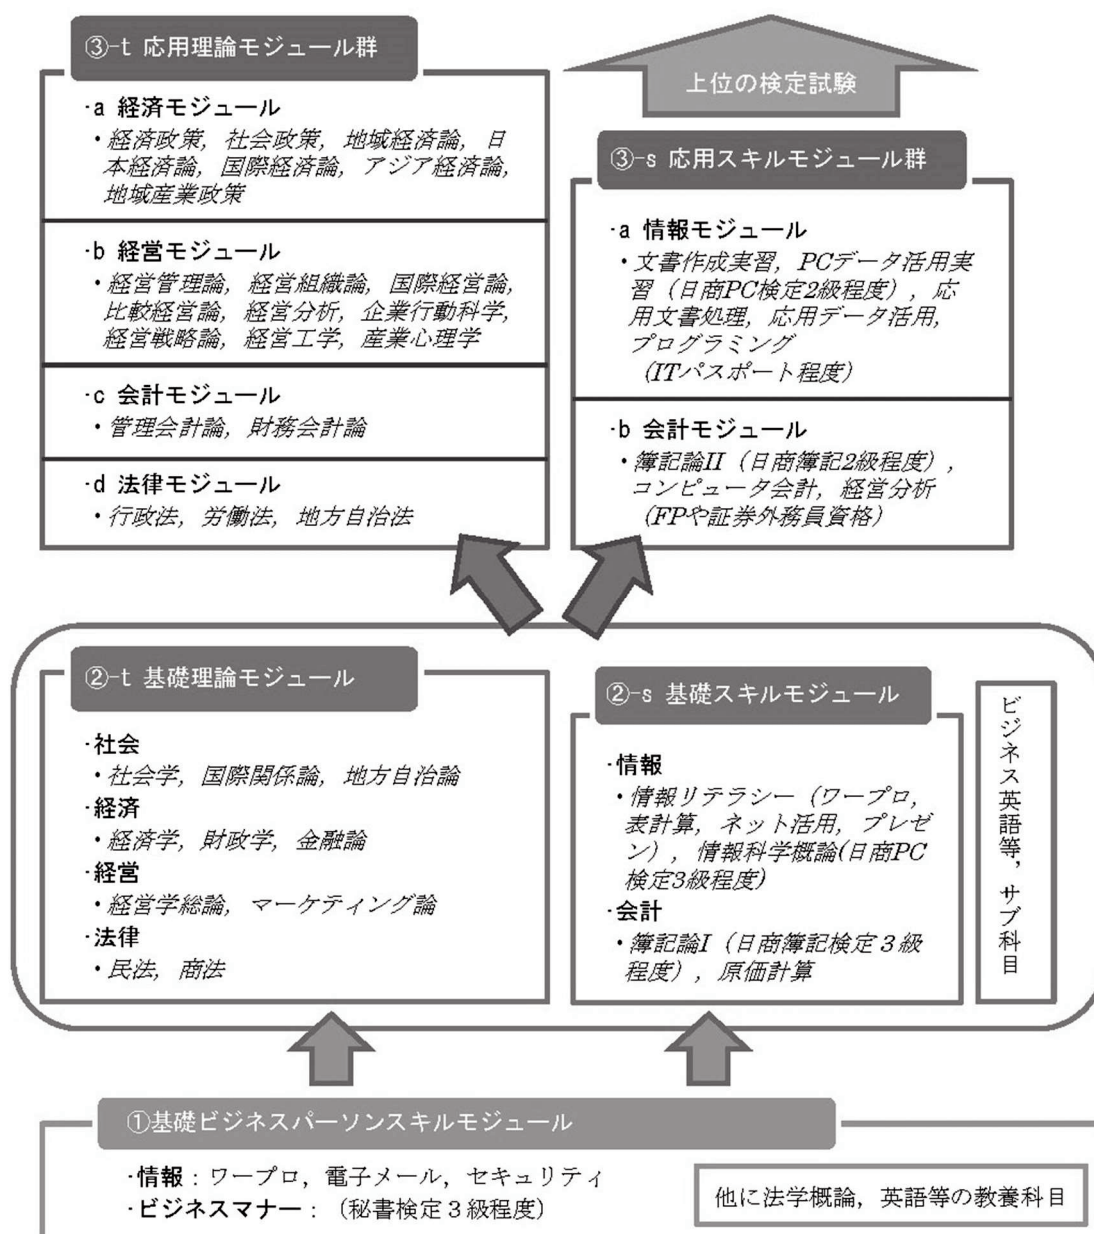 ③-t 応用理論モジュール群
·a 経済モジュール
・経済政策, 社会政策, 地域経済論, 日
本経済論, 国際経済論, アジア経済論,
地域産業政策
·b 経営モジュール
・経営管理論, 経営組織論, 国際経営論,
比較経営論, 経営分析, 企業行動科学,
経営戦略論, 経営工学, 産業心理学
·c 会計モジュール
・管理会計論, 財務会計論
·d 法律モジュール
・行政法, 労働法, 地方自治法
上位の検定試験
③-s 応用スキルモジュール群
·a 情報モジュール
・文書作成実習, PCデータ活用実
習（日商PC検定2級程度）, 応
用文書処理, 応用データ活用,
プログラミング
（ITパスポート程度）
·b 会計モジュール
・簿記論II（日商簿記2級程度）,
コンピュータ会計, 経営分析
（FPや証券外務員資格）
②-t 基礎理論モジュール
·社会
・社会学, 国際関係論, 地方自治論
·経済
・経済学, 財政学, 金融論
·経営
・経営学総論, マーケティング論
·法律
・民法, 商法
②-s 基礎スキルモジュール
·情報
・情報リテラシー（ワープロ,
表計算, ネット活用, プレゼ
ン）, 情報科学概論(日商PC
検定3級程度)
·会計
・簿記論I（日商簿記検定３級
程度）, 原価計算
ビジネス英語等, サブ科目
①基礎ビジネスパーソンスキルモジュール
·情報：ワープロ, 電子メール, セキュリティ
·ビジネスマナー：（秘書検定３級程度）
他に法学概論, 英語等の教養科目